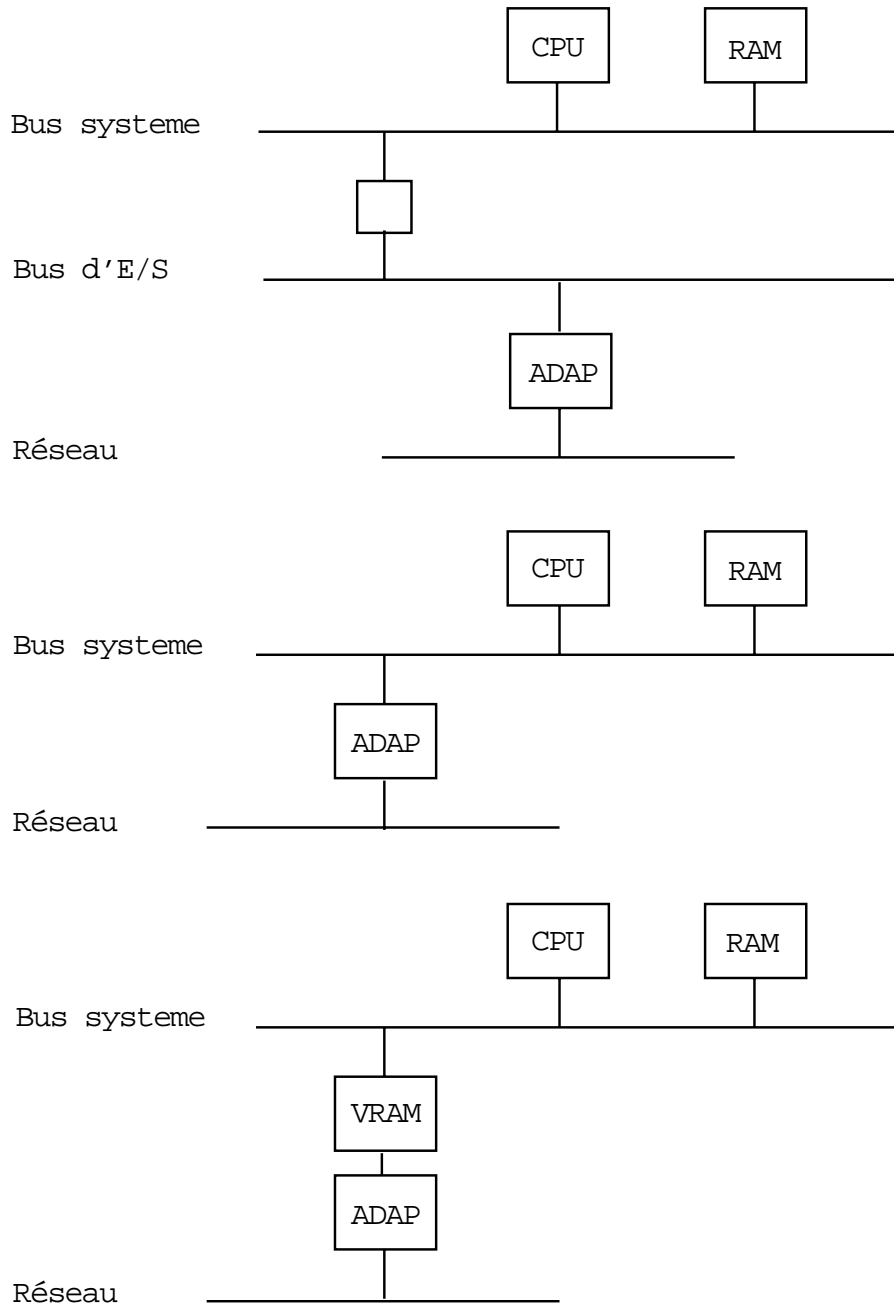 CPU RAM
Bus systeme
Bus d'E/S
ADAP
Réseau
CPU RAM
Bus systeme
ADAP
Réseau
CPU RAM
Bus systeme
VRAM
ADAP
Réseau